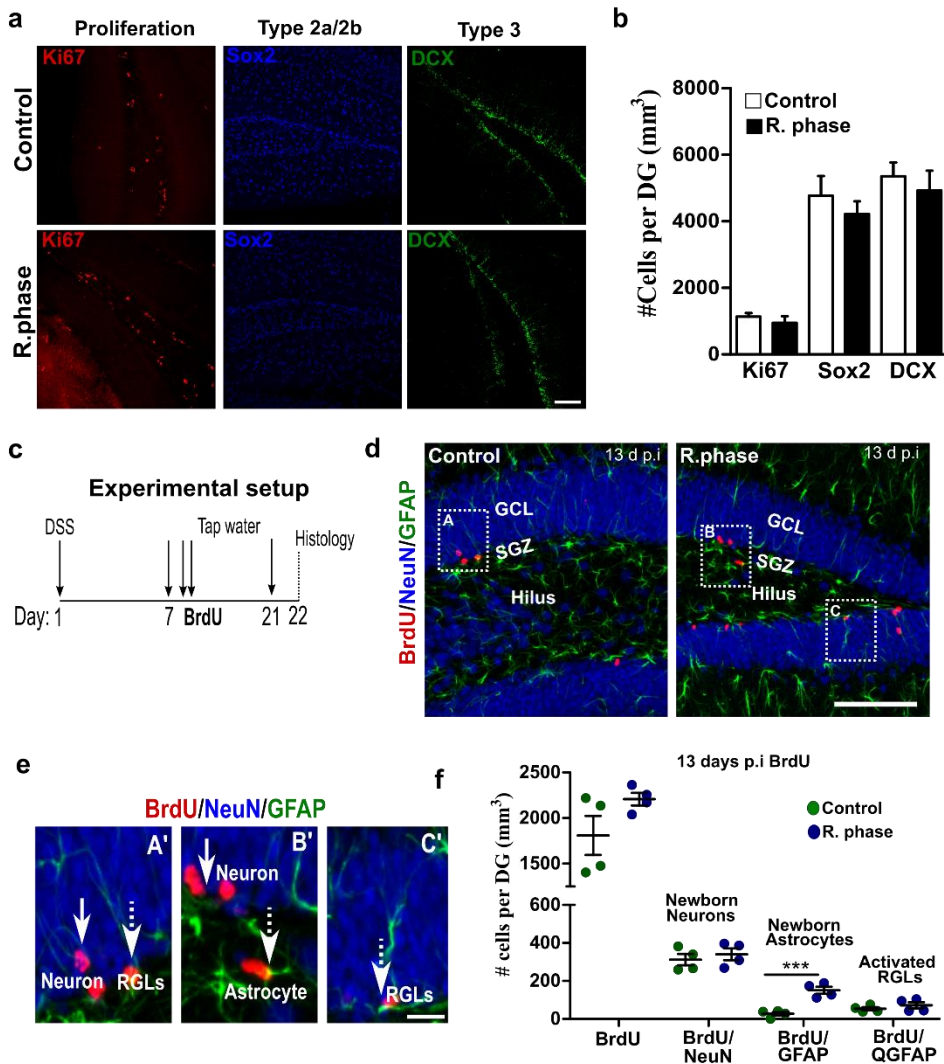 a
Proliferation Type 2a/2b Type 3
Control
Ki67 Sox2 DCX
R.phase
Ki67 Sox2 DCX
b
#Cells per DG (mm³)
8000
6000
4000
2000
0
Control
R. phase
Ki67 Sox2 DCX
c
Experimental setup
DSS Tap water Histology
Day: 1 7 BrdU 21 22
d
BrdU/NeuN/GFAP
Control 13 d p.i
A
GCL
SGZ
Hilus
R.phase 13 d p.i
B
GCL
SGZ
Hilus
C
e
BrdU/NeuN/GFAP
A'
Neuron RGLs
B'
Neuron
Astrocyte
C'
RGLs
f
13 days p.i BrdU
# cells per DG (mm³)
2500
2000
1500
600
400
200
0
Control
R. phase
Newborn
Neurons
Newborn
Astrocytes
***
Activated
RGLs
BrdU
BrdU/
NeuN
BrdU/
GFAP
BrdU/
QGFAP